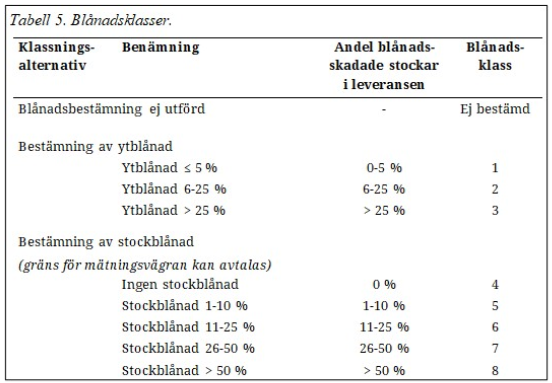 Tabell 5. Blånadsklasser.
Klassnings- Benämning Andel blånads- Blånads-
alternativ skadade stockar klass
i leveransen
Blånadsbestämning ej utförd - Ej bestämd
Bestämning av ytblånad
Ytblånad ≤ 5 % 0-5 % 1
Ytblånad 6-25 % 6-25 % 2
Ytblånad > 25 % > 25 % 3
Bestämning av stockblånad
(gräns för mätningsvägran kan avtalas)
Ingen stockblånad 0 % 4
Stockblånad 1-10 % 1-10 % 5
Stockblånad 11-25 % 11-25 % 6
Stockblånad 26-50 % 26-50 % 7
Stockblånad > 50 % > 50 % 8